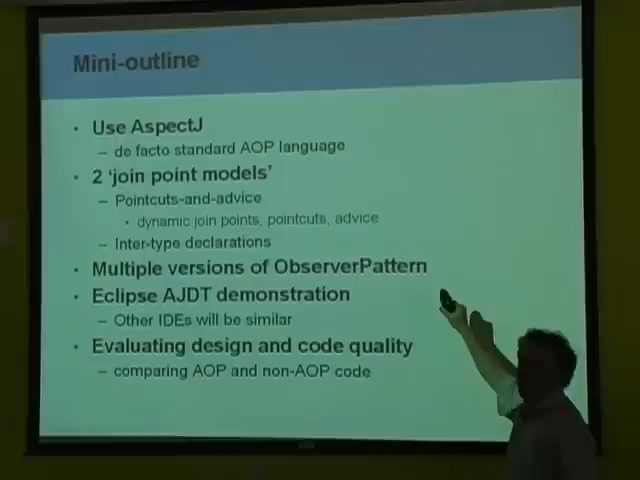 Mini-outline
• Use AspectJ
– de facto standard AOP language
• 2 'join point models'
– Pointcuts-and-advice
• dynamic join points, pointcuts, advice
– Inter-type declarations
• Multiple versions of ObserverPattern
• Eclipse AJDT demonstration
– Other IDEs will be similar
• Evaluating design and code quality
– comparing AOP and non-AOP code